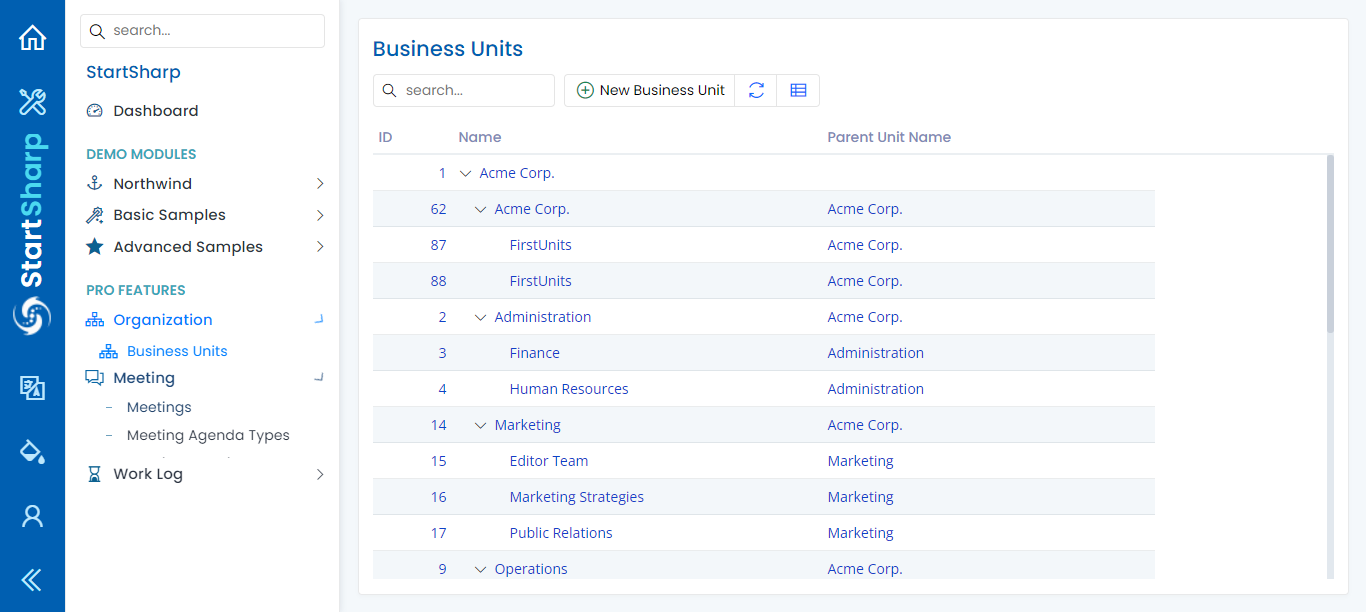 StartSharp
search...
StartSharp
Dashboard
DEMO MODULES
Northwind
Basic Samples
Advanced Samples
PRO FEATURES
Organization
Business Units
Meeting
Meetings
Meeting Agenda Types
Work Log
Business Units
search...
New Business Unit
ID Name Parent Unit Name
1 Acme Corp.
62 Acme Corp. Acme Corp.
87 FirstUnits Acme Corp.
88 FirstUnits Acme Corp.
2 Administration Acme Corp.
3 Finance Administration
4 Human Resources Administration
14 Marketing Acme Corp.
15 Editor Team Marketing
16 Marketing Strategies Marketing
17 Public Relations Marketing
9 Operations Acme Corp.